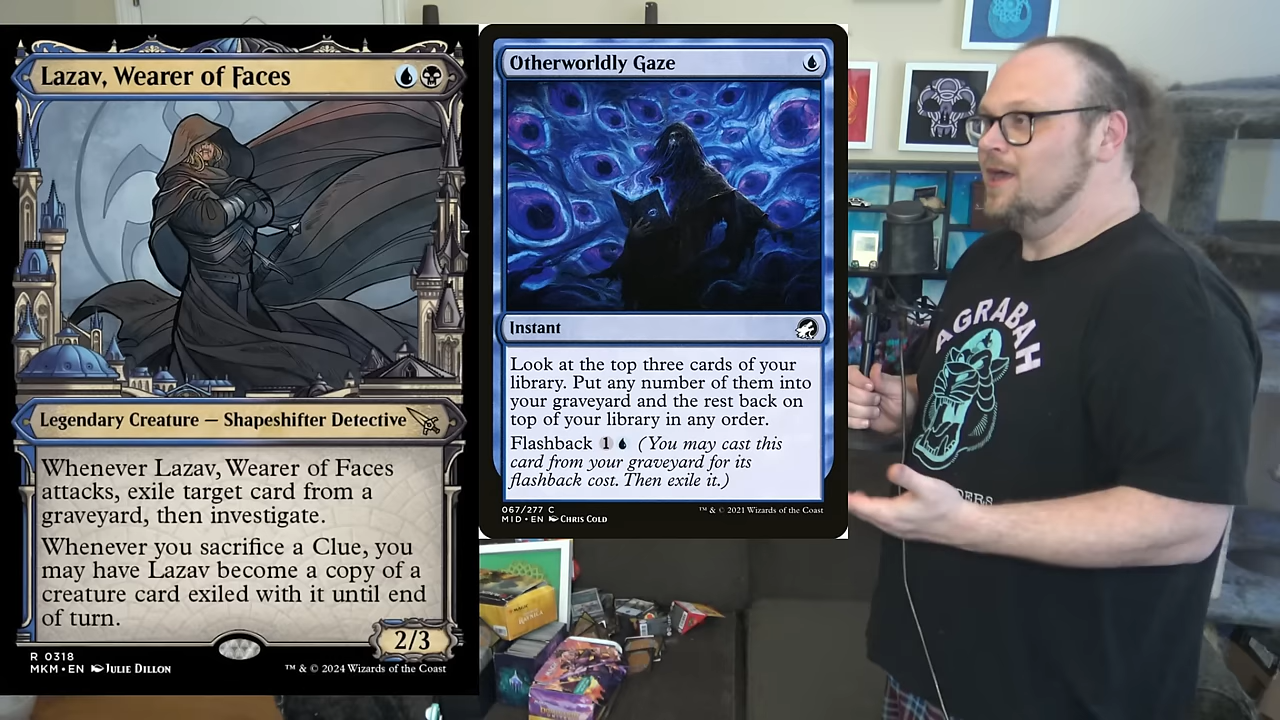 Lazav, Wearer of Faces
Legendary Creature — Shapeshifter Detective
Whenever Lazav, Wearer of Faces
attacks, exile target card from a
graveyard, then investigate.
Whenever you sacrifice a Clue, you
may have Lazav become a copy of a
creature card exiled with it until end
of turn.
2/3
R 0318
MKM • EN Julie Dillon
™ & © 2024 Wizards of the Coast
Otherworldly Gaze
Instant
Look at the top three cards of your
library. Put any number of them into
your graveyard and the rest back on
top of your library in any order.
Flashback 1 (You may cast this
card from your graveyard for its
flashback cost. Then exile it.)
067/277 C
MID • EN Chris Cold
™ & © 2021 Wizards of the Coast
AGRABAH